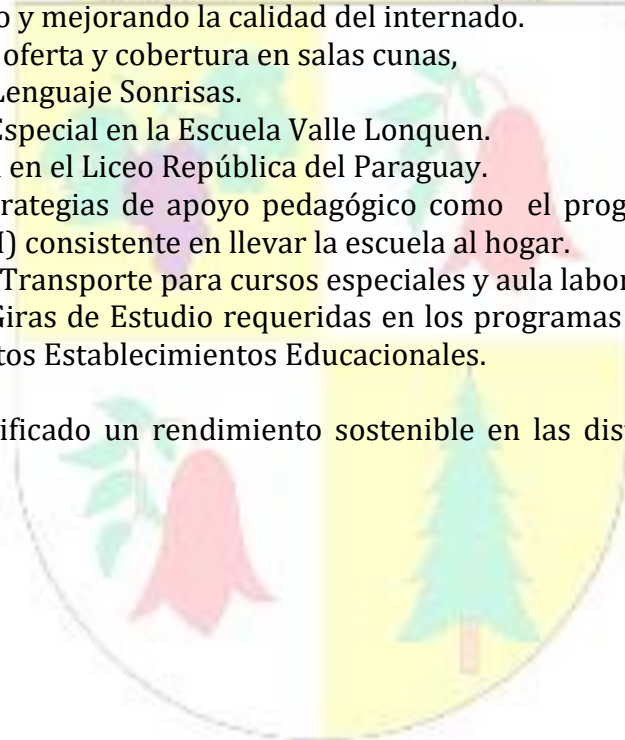 o y mejorando la calidad del internado.
oferta y cobertura en salas cunas,
Lenguaje Sonrisas.
Especial en la Escuela Valle Lonquen.
en el Liceo República del Paraguay.
rategias de apoyo pedagógico como el prog
) consistente en llevar la escuela al hogar.
Transporte para cursos especiales y aula labor
Giras de Estudio requeridas en los programas
tos Establecimientos Educacionales.
ificado un rendimiento sostenible en las dis